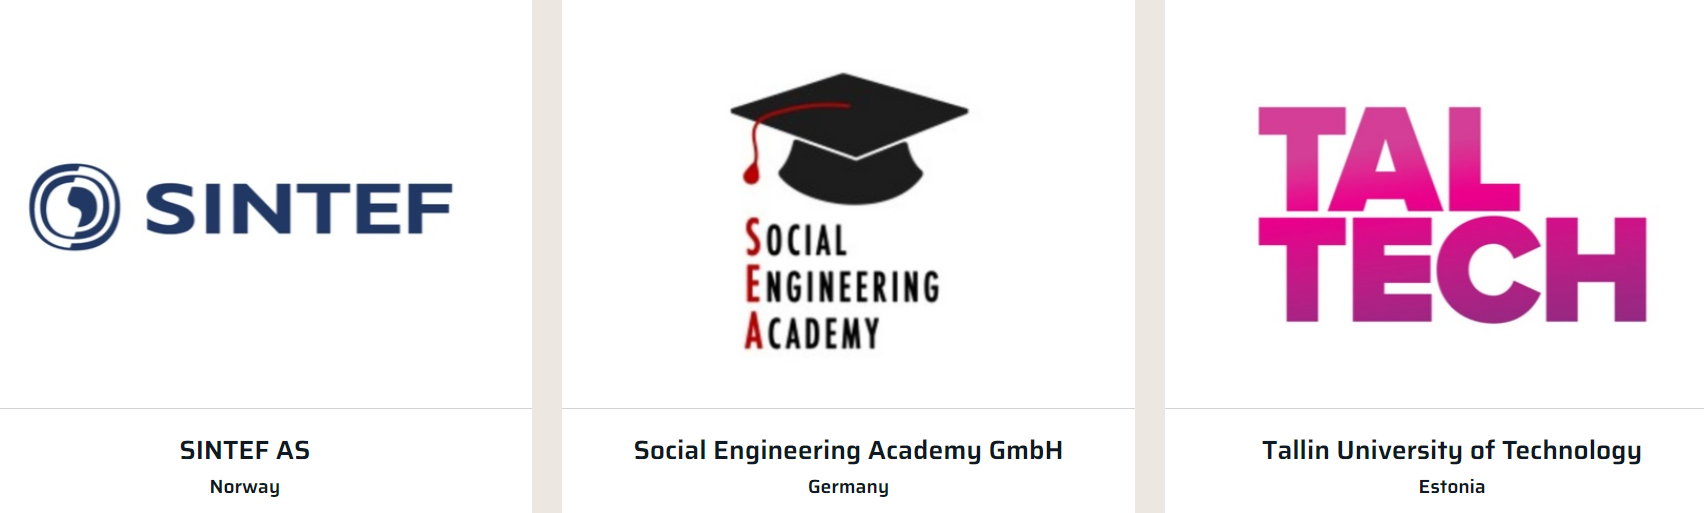 SINTEF
SINTEF AS
Norway
SOCIAL
ENGINEERING
ACADEMY
Social Engineering Academy GmbH
Germany
TAL
TECH
Tallin University of Technology
Estonia